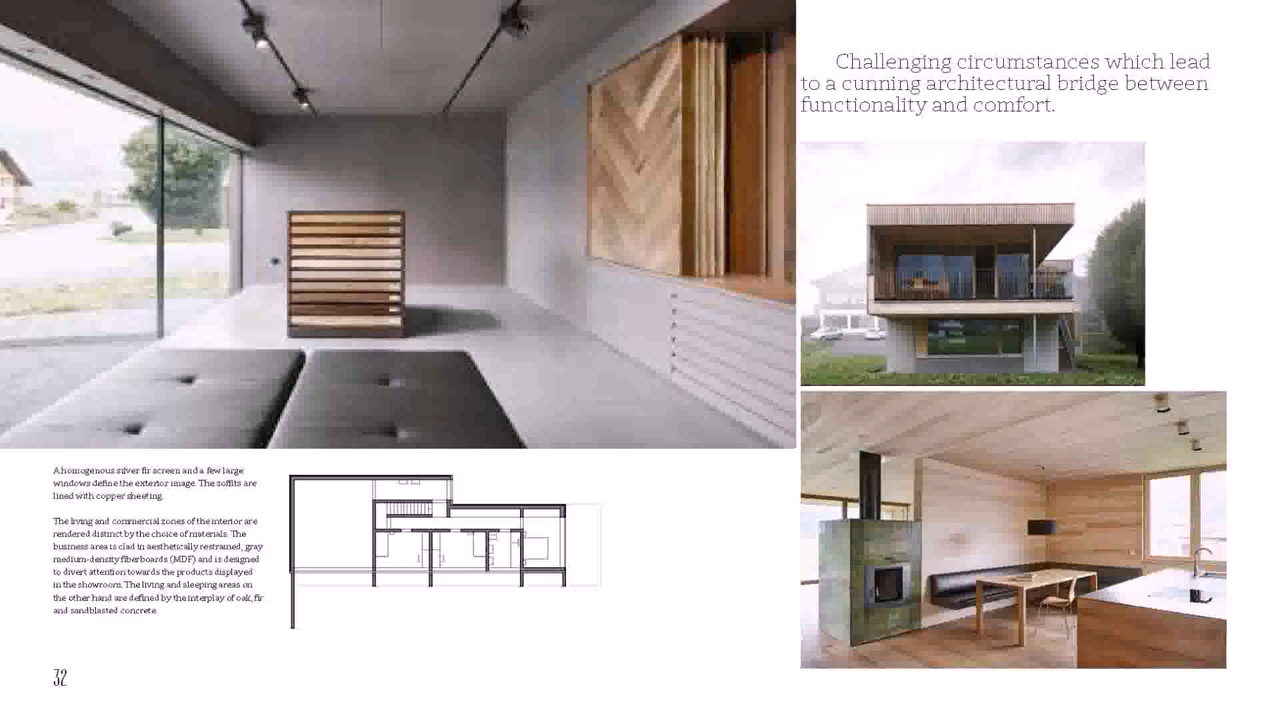 Challenging circumstances which lead
to a cunning architectural bridge between
functionality and comfort.
A homogenous silver fir screen and a few large
windows define the exterior image. The soffits are
lined with copper sheeting.
The living and commercial zones of the interior are
rendered distinct by the choice of materials. The
business area is clad in aesthetically restrained, gray
medium-density fiberboards (MDF) and is designed
to divert attention towards the products displayed
in the showroom. The living and sleeping areas on
the other hand are defined by the interplay of oak, fir
and sandblasted concrete.
32